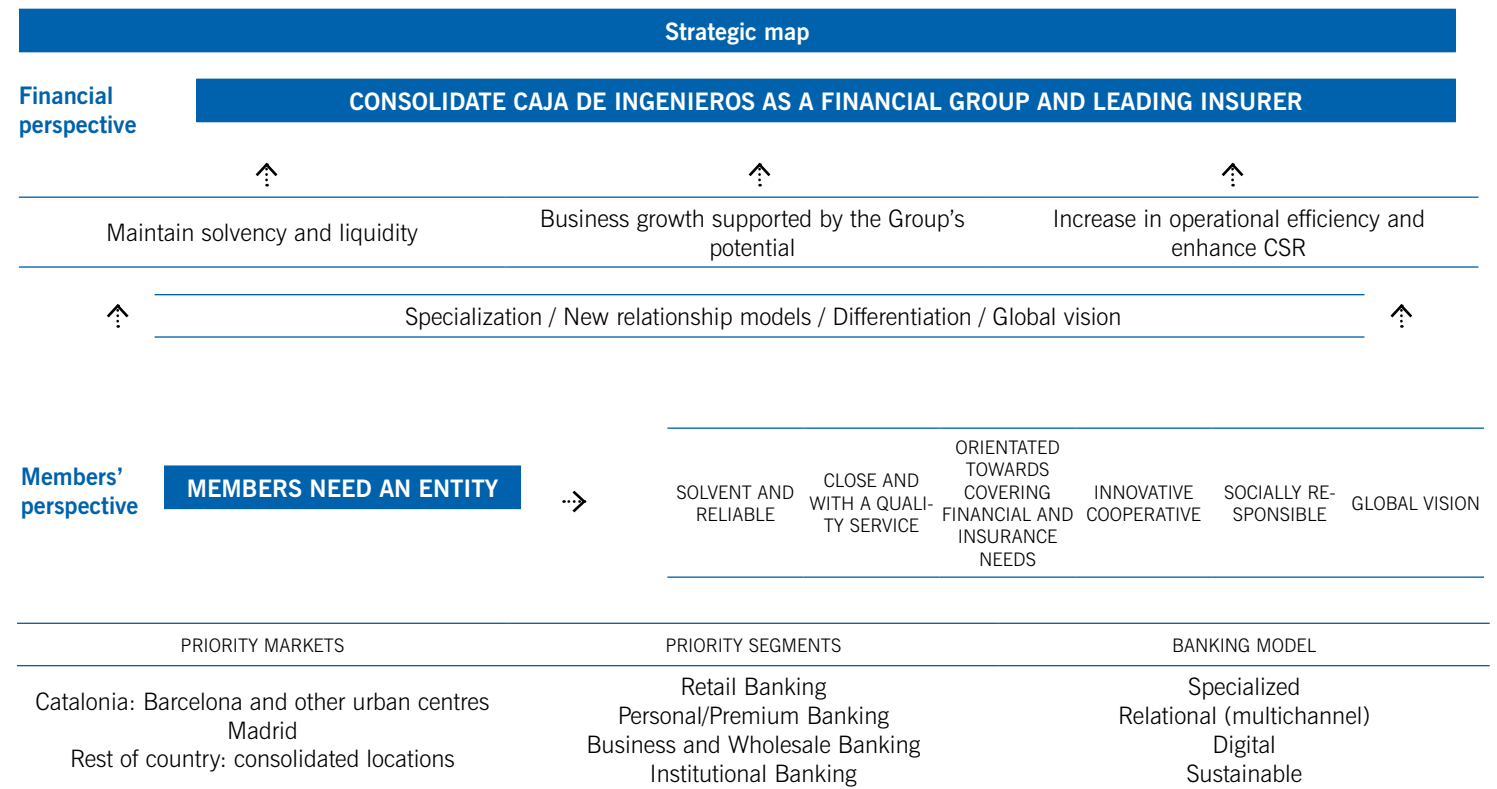 Strategic map
Financial
perspective
CONSOLIDATE CAJA DE INGENIEROS AS A FINANCIAL GROUP AND LEADING INSURER
Maintain solvency and liquidity
Business growth supported by the Group's
potential
Increase in operational efficiency and
enhance CSR
Specialization / New relationship models / Differentiation / Global vision
Members'
perspective
MEMBERS NEED AN ENTITY
SOLVENT AND
RELIABLE
CLOSE AND
WITH A QUALI-
TY SERVICE
ORIENTATED
TOWARDS
COVERING
FINANCIAL AND
INSURANCE
NEEDS
INNOVATIVE
COOPERATIVE
SOCIALLY RE-
SPONSIBLE
GLOBAL VISION
PRIORITY MARKETS
Catalonia: Barcelona and other urban centres
Madrid
Rest of country: consolidated locations
PRIORITY SEGMENTS
Retail Banking
Personal/Premium Banking
Business and Wholesale Banking
Institutional Banking
BANKING MODEL
Specialized
Relational (multichannel)
Digital
Sustainable